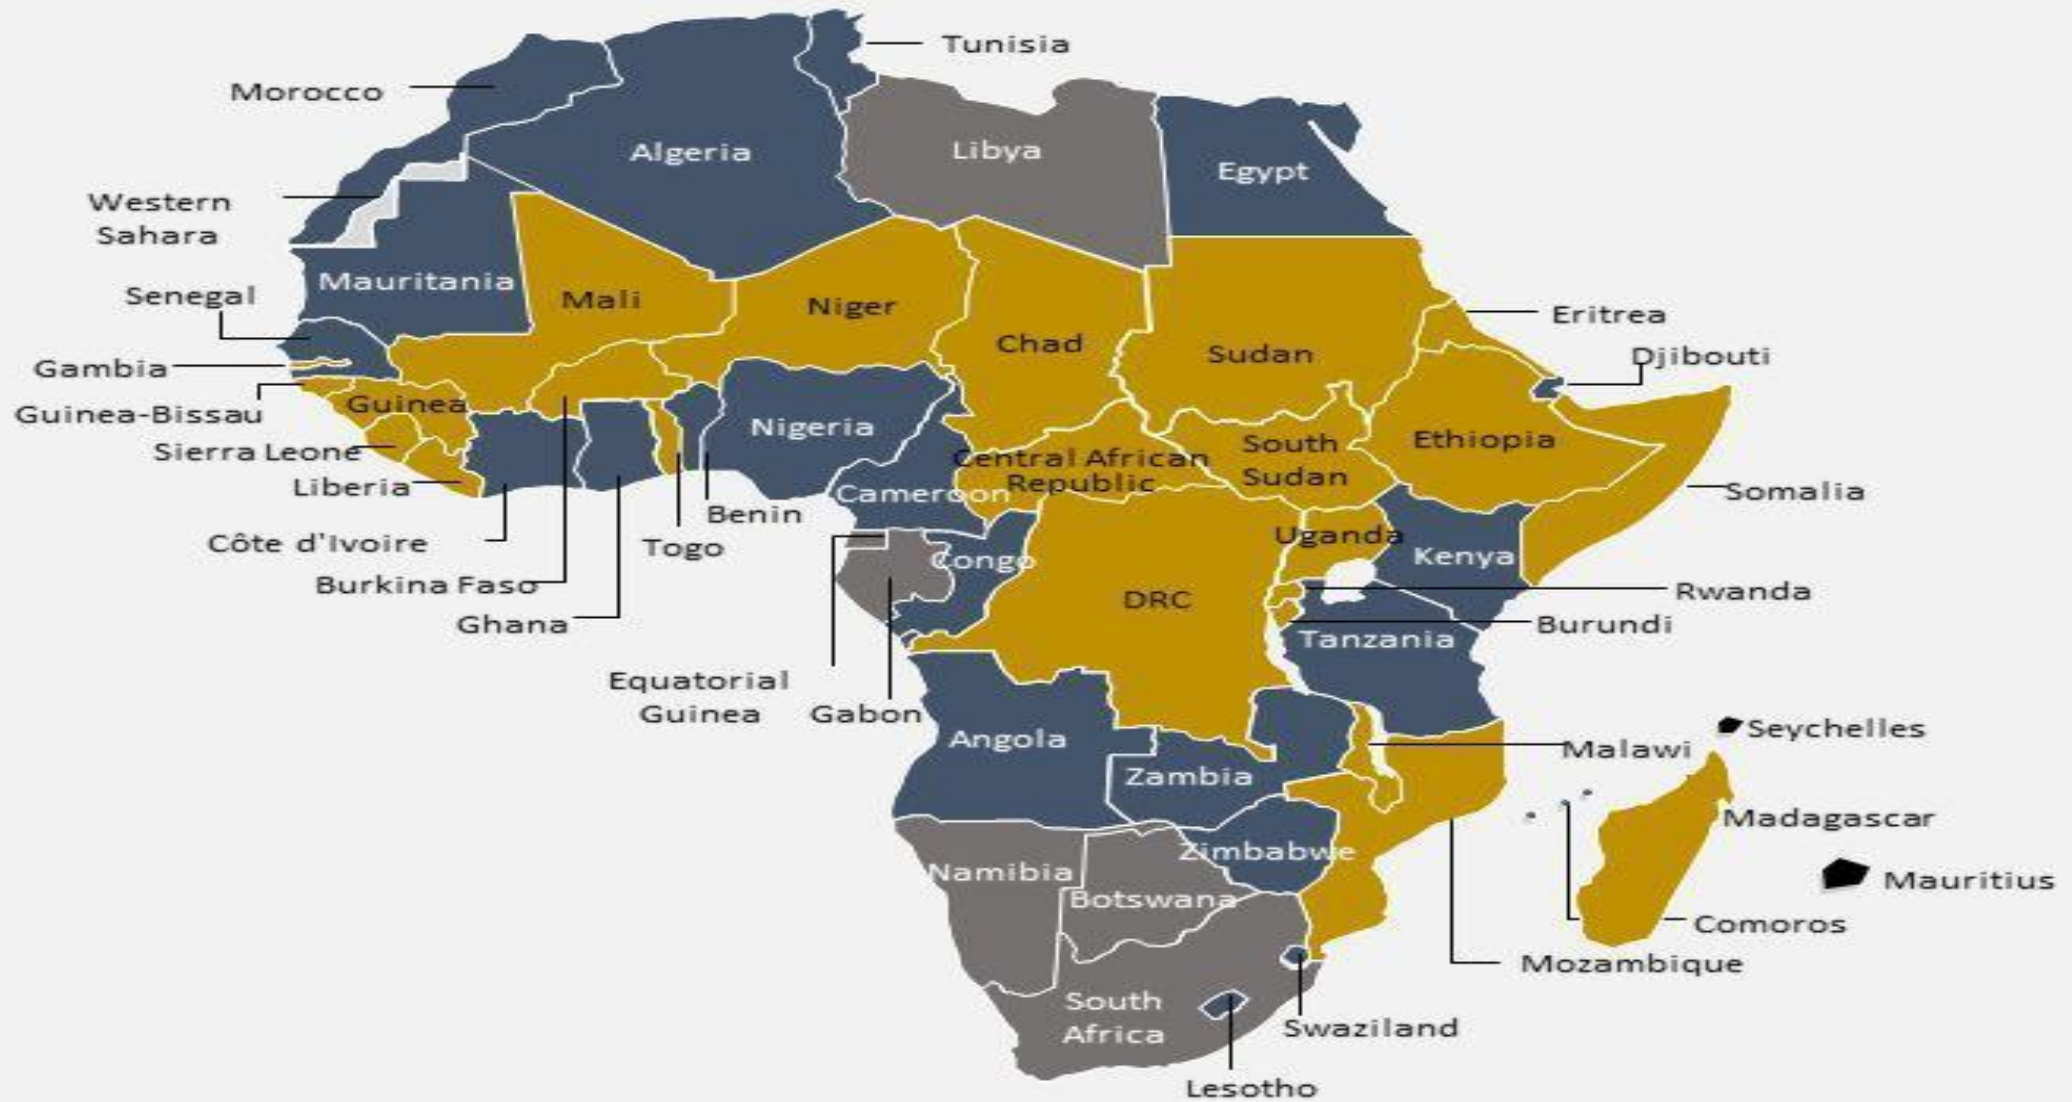 Tunisia
Morocco
Algeria
Libya
Egypt
Western
Sahara
Mauritania
Senegal
Mali
Niger
Chad
Sudan
Eritrea
Djibouti
Gambia
Guinea-Bissau
Guinea
Nigeria
Ethiopia
Sierra Leone
Central African
Republic
South
Sudan
Liberia
Cameroon
Somalia
Côte d'Ivoire
Benin
Togo
Uganda
Congo
Kenya
Burkina Faso
DRC
Rwanda
Ghana
Burundi
Tanzania
Equatorial
Guinea
Gabon
Angola
Seychelles
Malawi
Zambia
Madagascar
Zimbabwe
Namibia
Botswana
Mauritius
Comoros
Mozambique
South
Africa
Swaziland
Lesotho